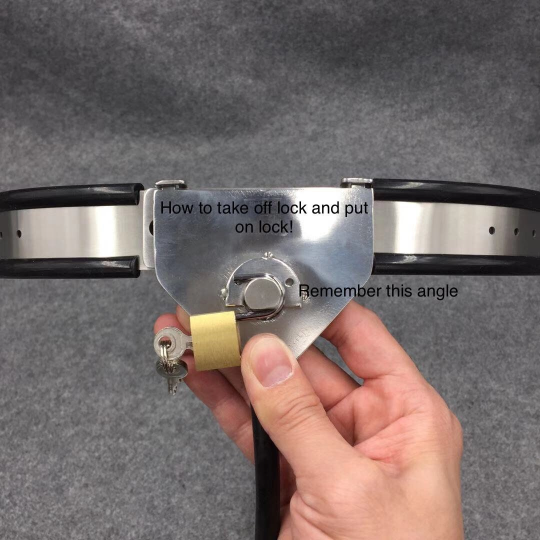 How to take off lock and put
on lock!
Remember this angle